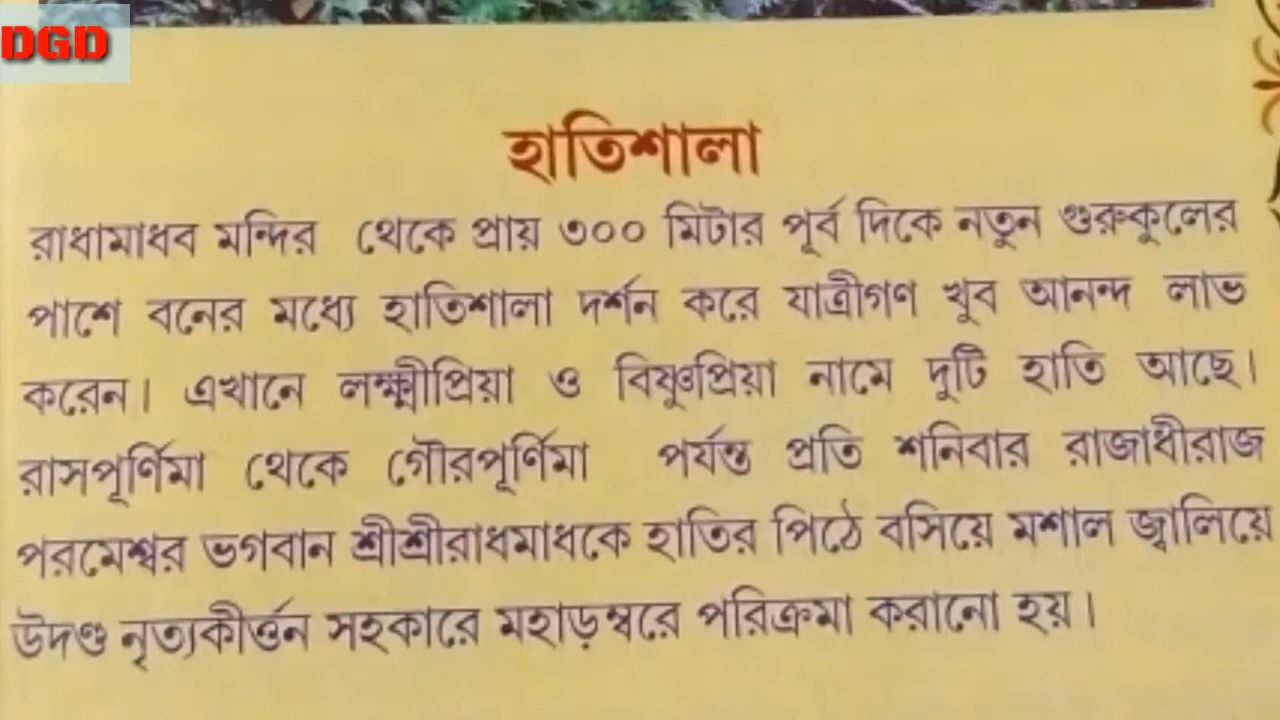 DGD
হাতিশালা
রাধামাধব মন্দির থেকে প্রায় ৩০০ মিটার পূর্ব দিকে নতুন গুরুকুলের
পাশে বনের মধ্যে হাতিশালা দর্শন করে যাত্রীগণ খুব আনন্দ লাভ
করেন। এখানে লক্ষ্মীপ্রিয়া ও বিষ্ণুপ্রিয়া নামে দুটি হাতি আছে।
রাসপূর্ণিমা থেকে গৌরপূর্ণিমা পর্যন্ত প্রতি শনিবার রাজাধীরাজ
পরমেশ্বর ভগবান শ্রীশ্রীরাধমাধকে হাতির পিঠে বসিয়ে মশাল জ্বালিয়ে
উদণ্ড নৃত্যকীর্ত্তন সহকারে মহাড়ম্বরে পরিক্রমা করানো হয়।